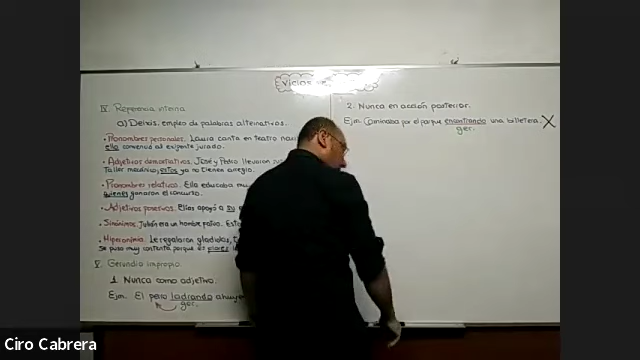 Vicios
IV. Referencia interna
a) Deixis, empleo de palabras alternativas.
• Pronombres personales. Laura canta en teatro
ella convenció al exigente jurado.
• Adjetivos demostrativos. José y Pedro llevaron
Taller mecánico, estos ya no tienen arreglo.
• Pronombres relativos. Ella educaba
quienes ganaron el concurso.
• Adjetivos posesivos. Elías apoyó a su
• Sinónimos. Julián era un hombre
• Hiperonimia. Le regalaron gladiolos,
se puso muy contenta porque es flores
V. Gerundio impropio
1. Nunca como adjetivo.
Ejm. El perro ladrando
ger.
2. Nunca en acción posterior.
Ejm. Caminaba por el parque encontrando una billetera. X
ger.
Ciro Cabrera